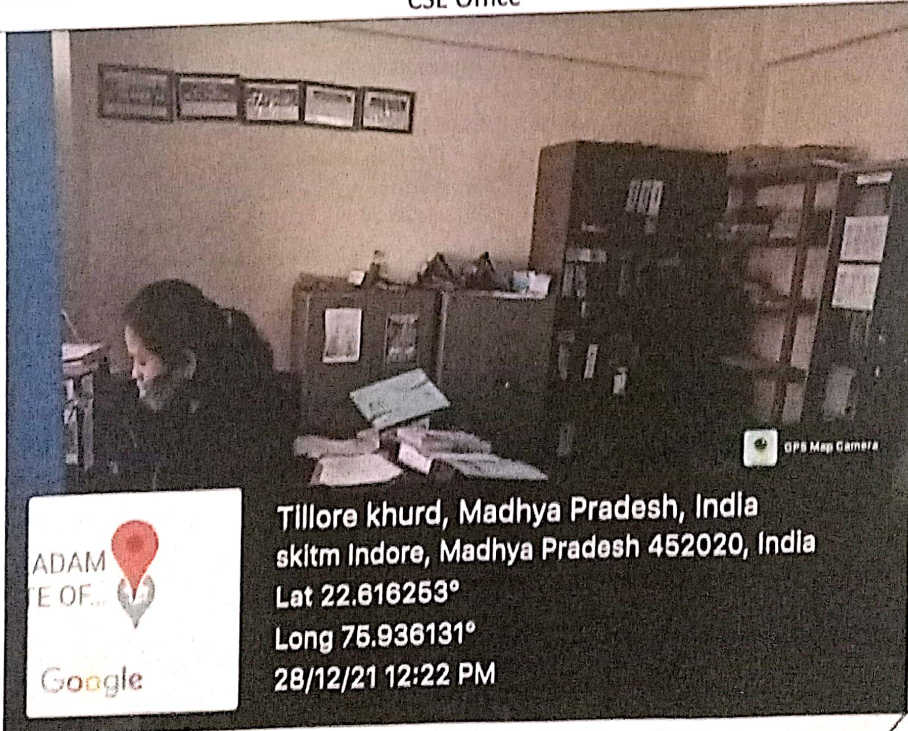 CSE Office
GPS Map Camera
Tillore khurd, Madhya Pradesh, India
skitm Indore, Madhya Pradesh 452020, India
Lat 22.616253°
Long 75.936131°
28/12/21 12:22 PM
ADAM
E OF...
Google